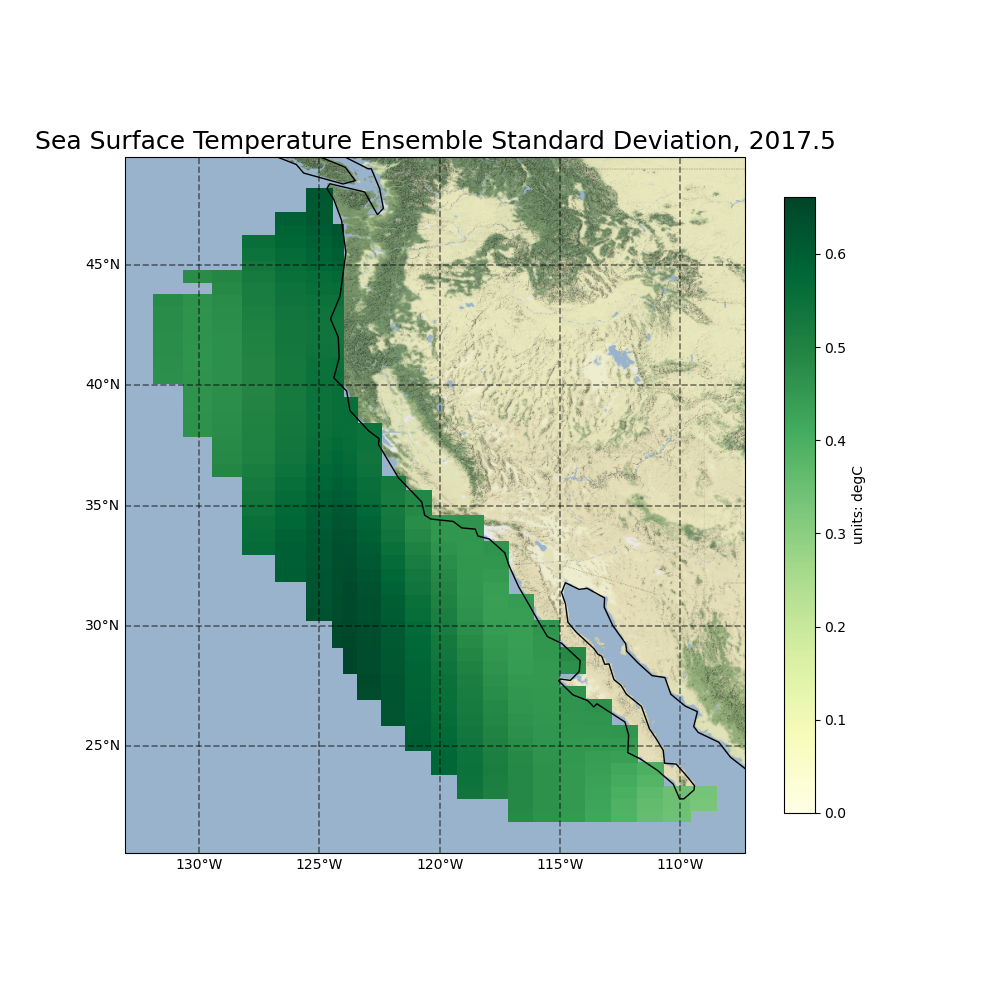 Sea Surface Temperature Ensemble Standard Deviation, 2017.5
45°N
40°N
35°N
30°N
25°N
130°W 125°W 120°W 115°W 110°W
0.6
0.5
0.4
0.3
0.2
0.1
0.0
units: degC